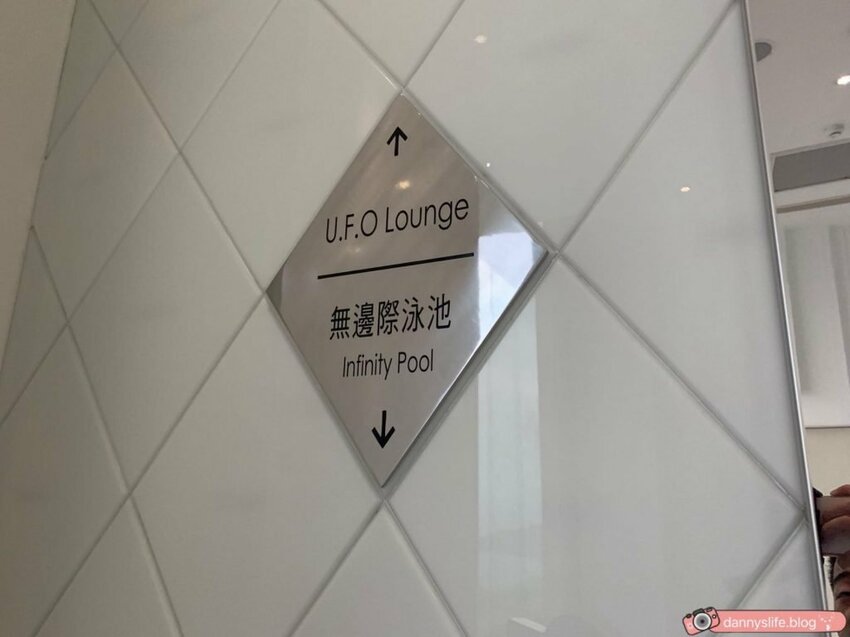 ↑
U.F.O Lounge
無邊際泳池
Infinity Pool
↓
dannyslife.blog